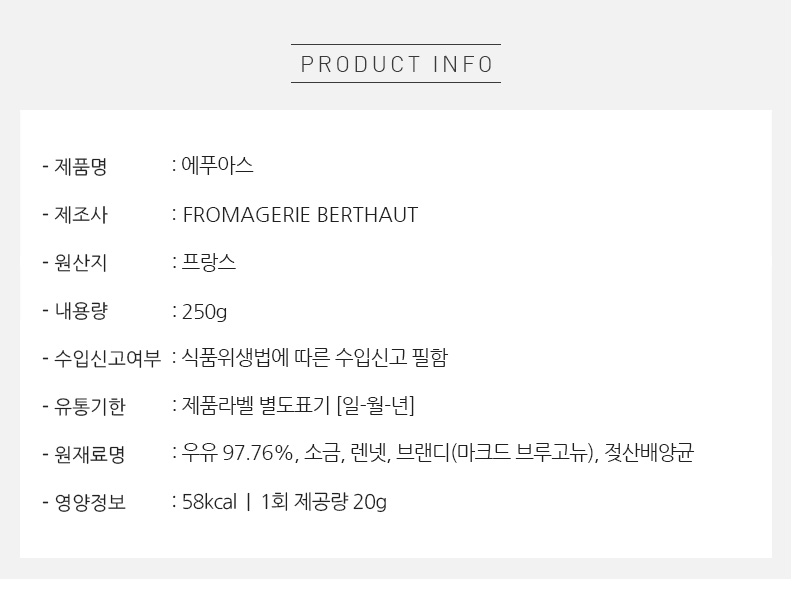 PRODUCT INFO
- 제품명 : 에푸아스
- 제조사 : FROMAGERIE BERTHAUT
- 원산지 : 프랑스
- 내용량 : 250g
- 수입신고여부 : 식품위생법에 따른 수입신고 필함
- 유통기한 : 제품라벨 별도표기 [일-월-년]
- 원재료명 : 우유 97.76%, 소금, 렌넷, 브랜디(마크드 브루고뉴), 젖산배양균
- 영양정보 : 58kcal | 1회 제공량 20g